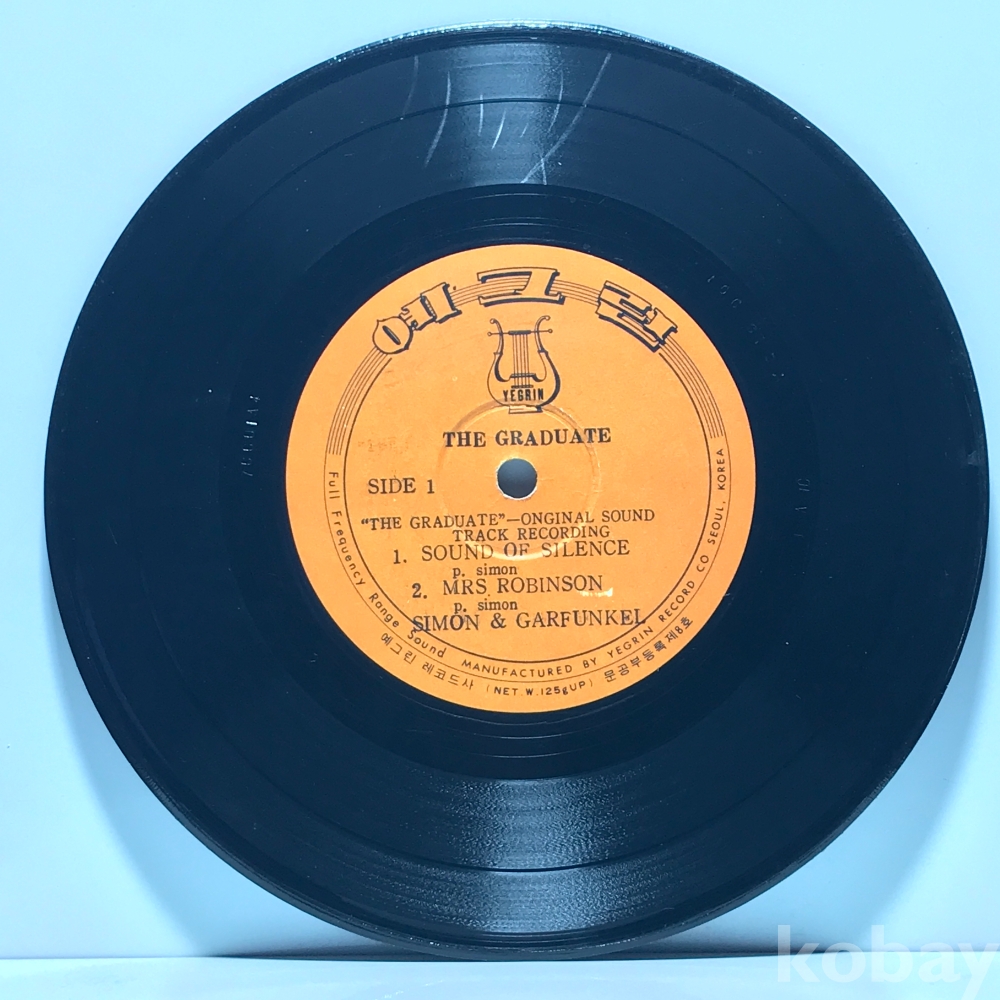 예그린
YEGRIN
THE GRADUATE
SIDE 1
"THE GRADUATE"—ONGINAL SOUND
TRACK RECORDING
1. SOUND OF SILENCE
p. simon
2. MRS ROBINSON
p. simon
SIMON & GARFUNKEL
Full Frequency Range Sound MANUFACTURED BY YEGRIN RECORD CO SEOUL, KOREA
예그린 레코드사 (NET.W.125gUP) 문공부등록제8호
kobay